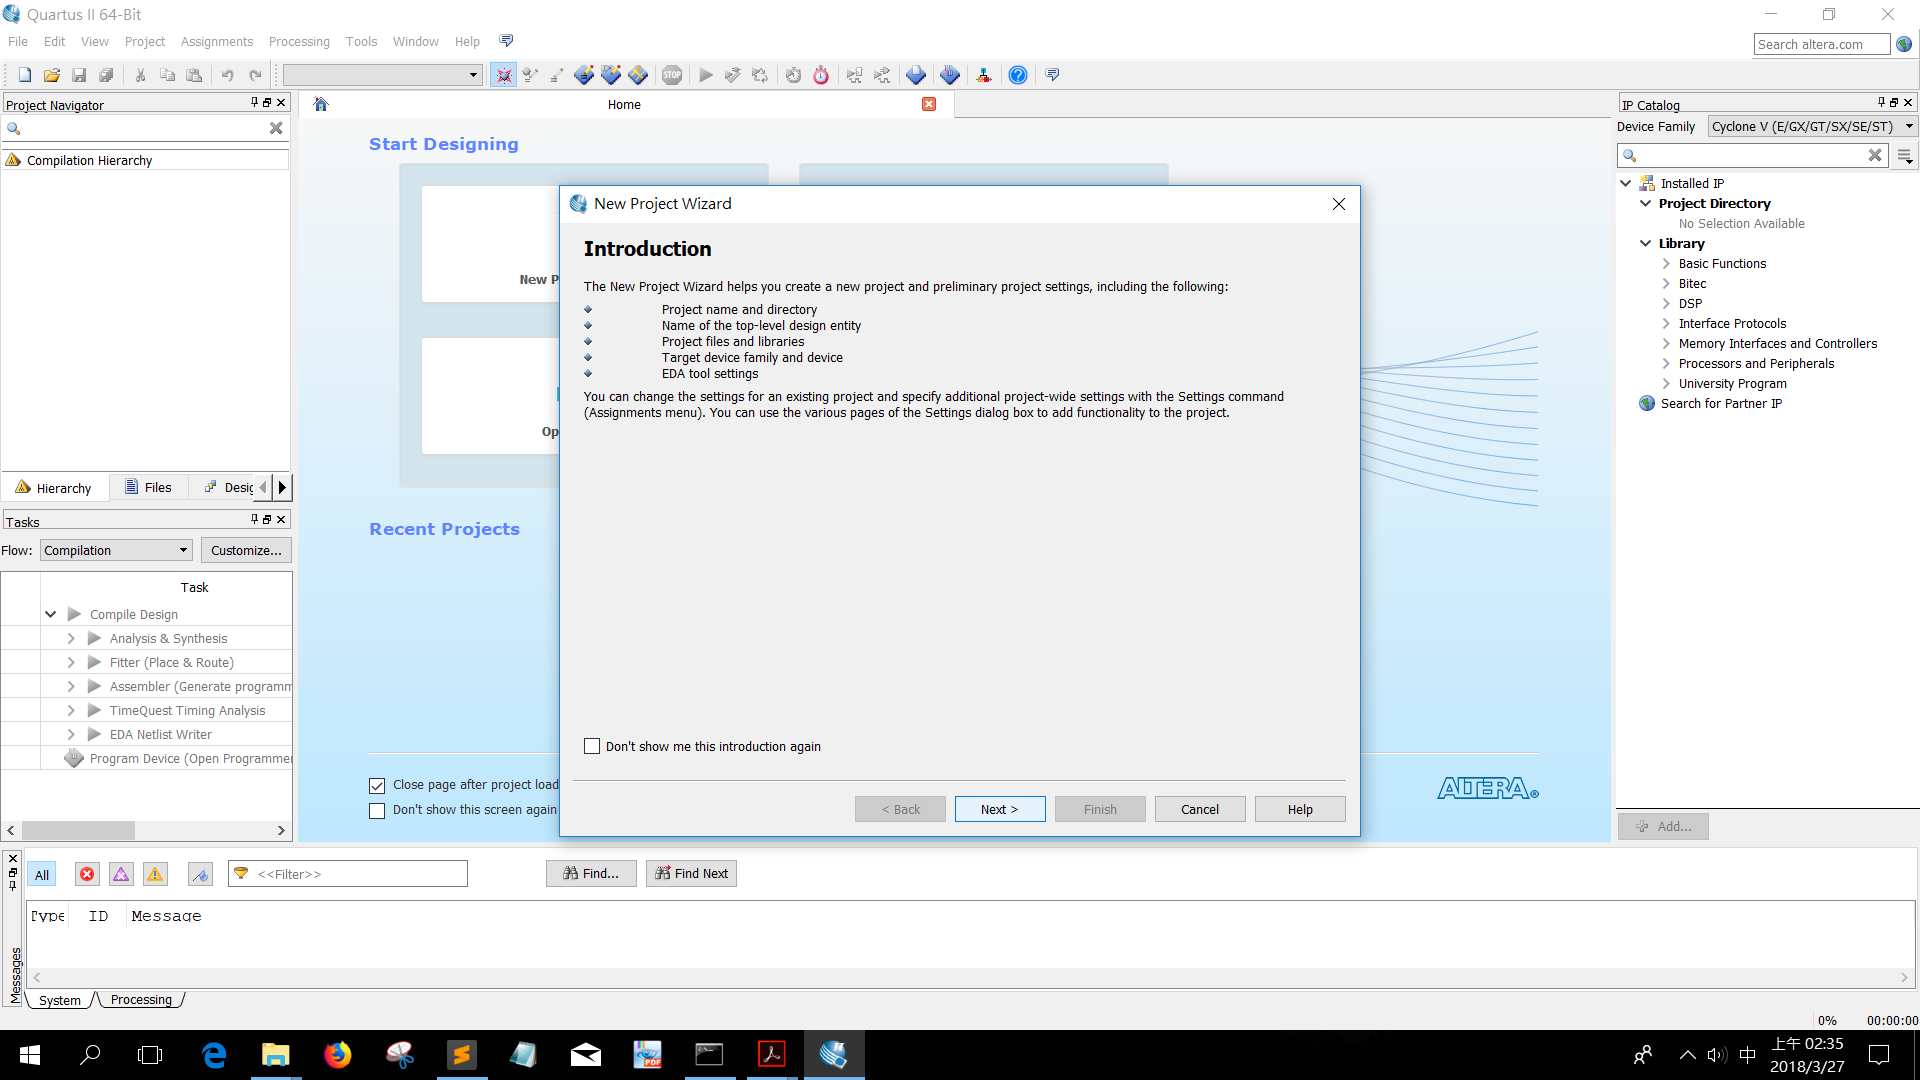 Quartus II 64-Bit
File Edit View Project Assignments Processing Tools Window Help
Search altera.com
STOP
Project Navigator
Compilation Hierarchy
Hierarchy Files
Tasks
Flow: Compilation Customize...
Task
Compile Design
Analysis & Synthesis
Fitter (Place & Route)
Assembler (Generate programm
TimeQuest Timing Analysis
EDA Netlist Writer
Program Device (Open Programmer
Home
Start Designing
New P
Op
Recent Projects
Close page after project load
Don't show this screen again
ALTERA®
New Project Wizard
Introduction
The New Project Wizard helps you create a new project and preliminary project settings, including the following:
Project name and directory
Name of the top-level design entity
Project files and libraries
Target device family and device
EDA tool settings
You can change the settings for an existing project and specify additional project-wide settings with the Settings command
(Assignments menu). You can use the various pages of the Settings dialog box to add functionality to the project.
Don't show me this introduction again
< Back Next > Finish Cancel Help
IP Catalog
Device Family Cyclone V (E/GX/GT/SX/SE/ST)
Installed IP
Project Directory
No Selection Available
Library
Basic Functions
Bitec
DSP
Interface Protocols
Memory Interfaces and Controllers
Processors and Peripherals
University Program
Search for Partner IP
Add...
All <<Filter>> Find... Find Next
Type ID Message
Messages
System Processing
0% 00:00:00
PDF
中
上午 02:35
2018/3/27